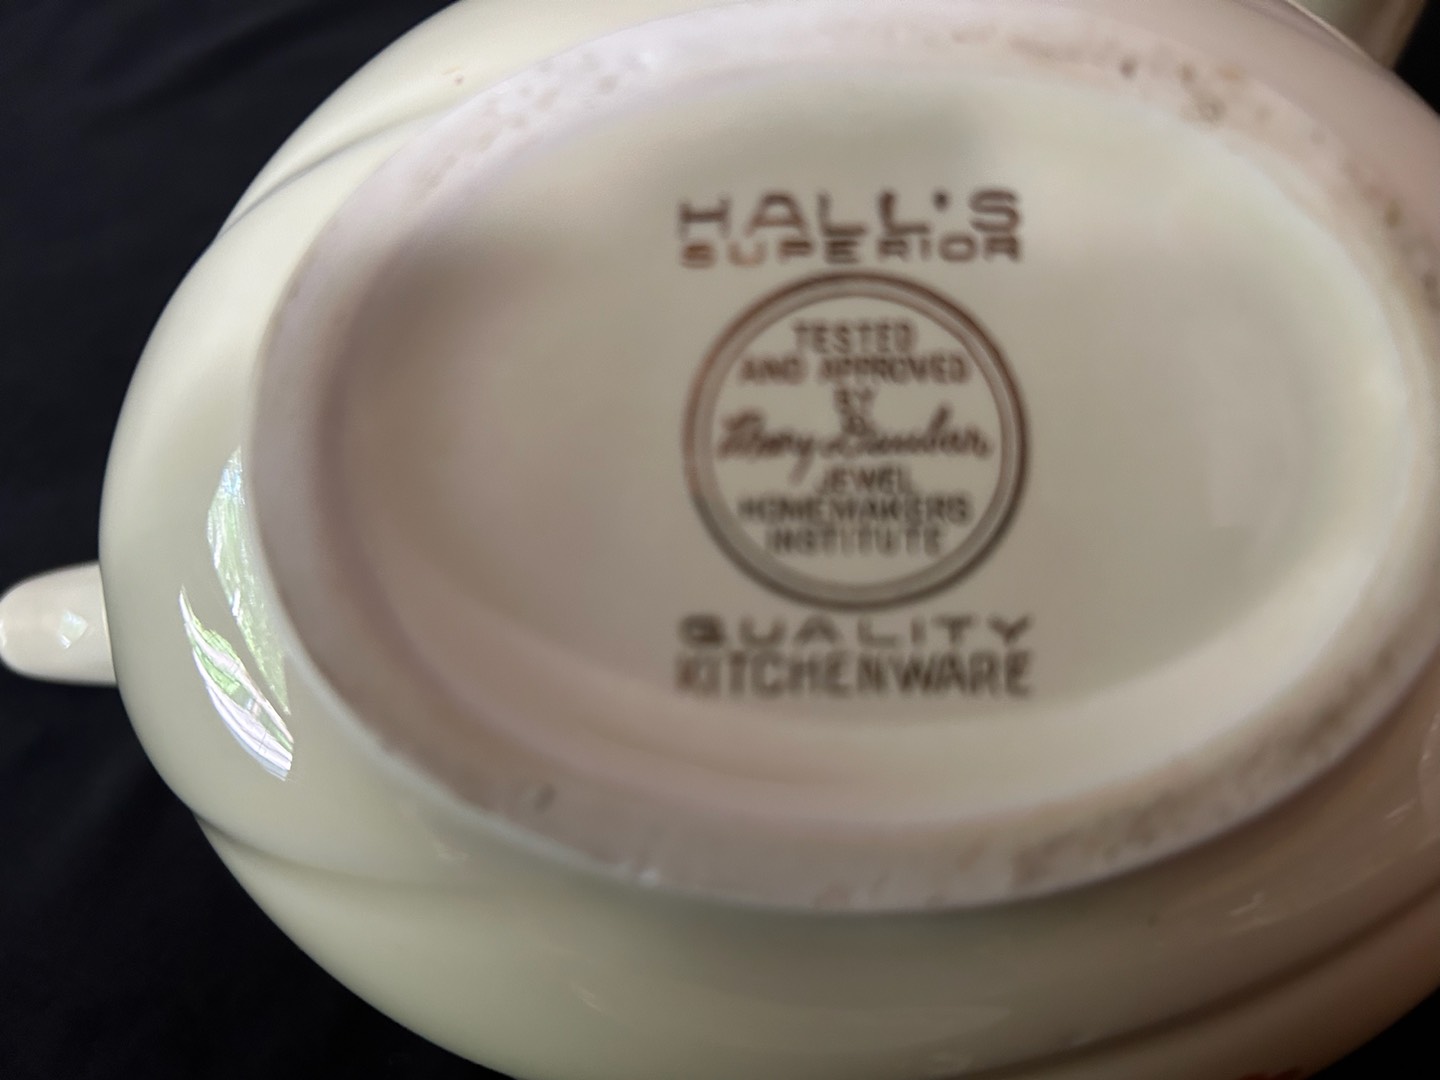 HALL'S
SUPERIOR
TESTED
AND APPROVED
BY
Mary Dunbar
JEWEL
HOMEMAKERS
INSTITUTE
QUALITY
KITCHENWARE